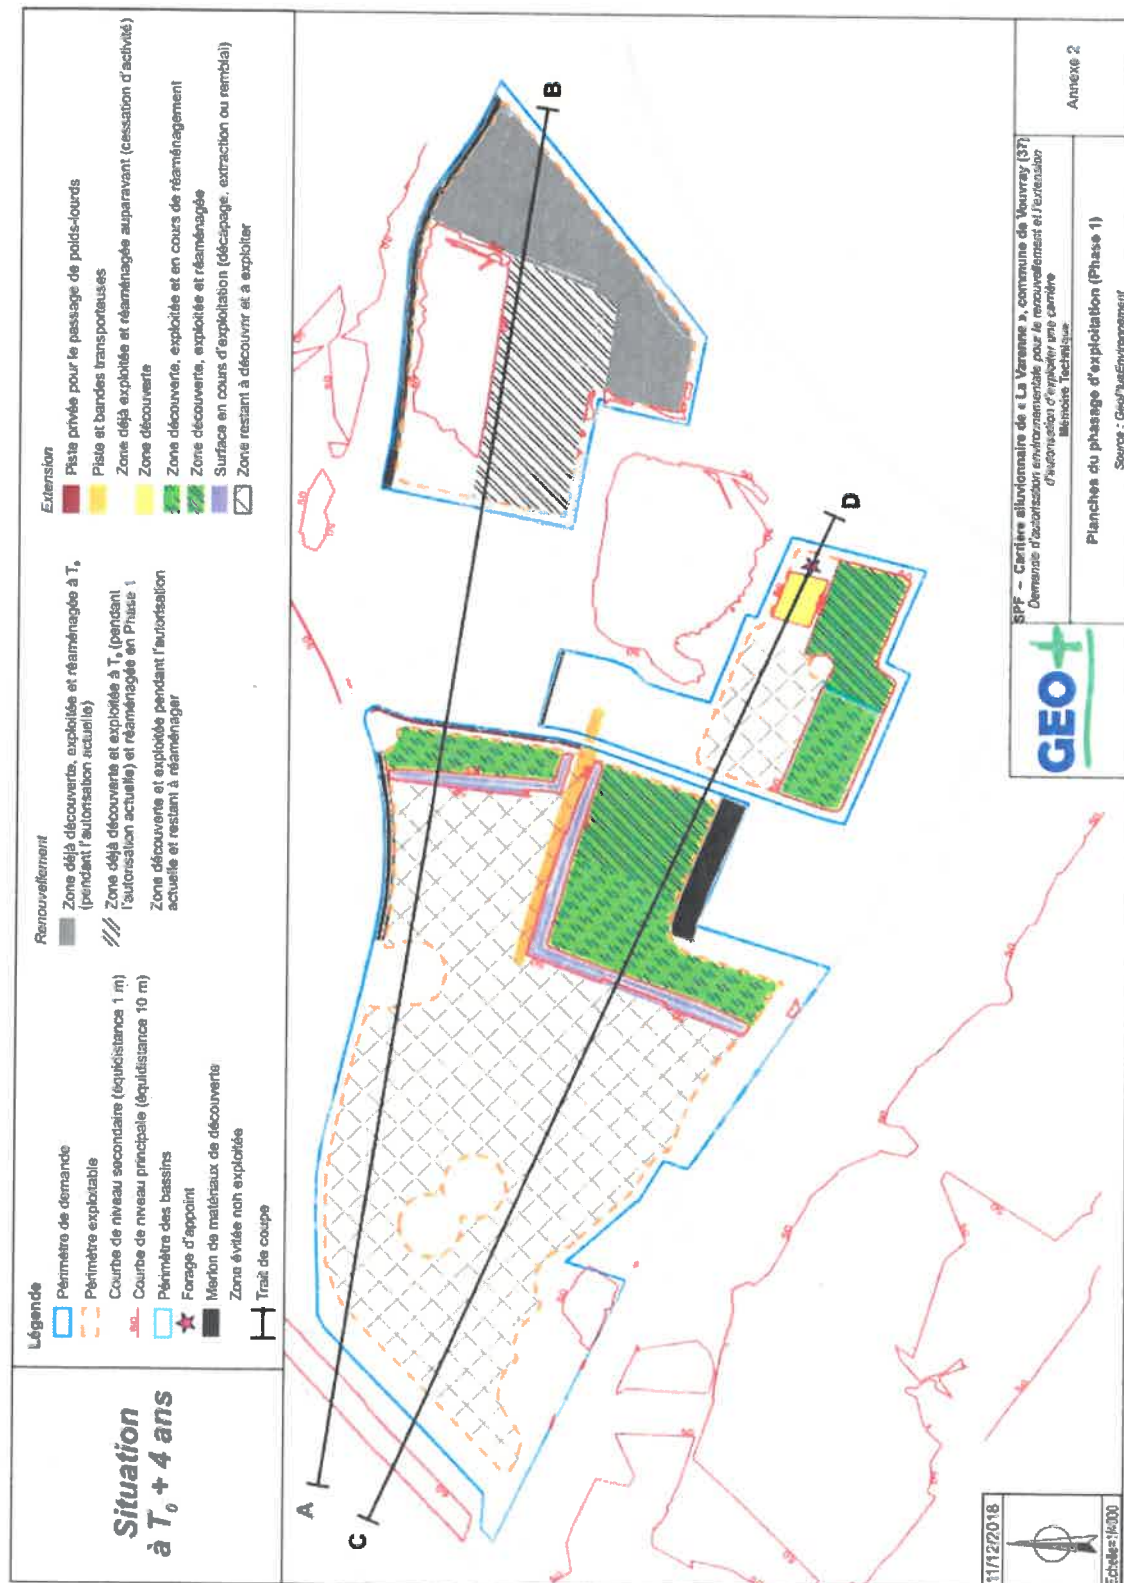 Situation
à T₀ + 4 ans
Légende
Périmètre de demande
Périmètre exploitable
Courbe de niveau secondaire (équidistance 1 m)
Courbe de niveau principale (équidistance 10 m)
Périmètre des bassins
Forage d'appoint
Merlon de matériaux de découverte
Zone évitée non exploitée
Trait de coupe
Renouvellement
Zone déjà découverte, exploitée et réaménagée à T₀
(pendant l'autorisation actuelle)
Zone déjà découverte et exploitée à T₀ (pendant
l'autorisation actuelle) et réaménagée en Phase 1
Zone découverte et exploitée pendant l'autorisation
actuelle et restant à réaménager
Extension
Piste privée pour le passage de poids-lourds
Piste et bandes transporteuses
Zone déjà exploitée et réaménagée auparavant (cessation d'activité)
Zone découverte
Zone découverte, exploitée et en cours de réaménagement
Zone découverte, exploitée et réaménagée
Surface en cours d'exploitation (décapage, extraction ou remblai)
Zone restant à découvrir et à exploiter
A
B
C
D
11/12/2018
Echelle=1/4000
GEO+
SPF – Carrière alluvionnaire de « La Varenne », commune de Vouvray (37)
Demande d'autorisation environnementale pour le renouvellement et l'extension
d'autorisation d'exploiter une carrière
Mémoire Technique
Planches du phasage d'exploitation (Phase 1)
Source : GéoPlusEnvironnement
Annexe 2